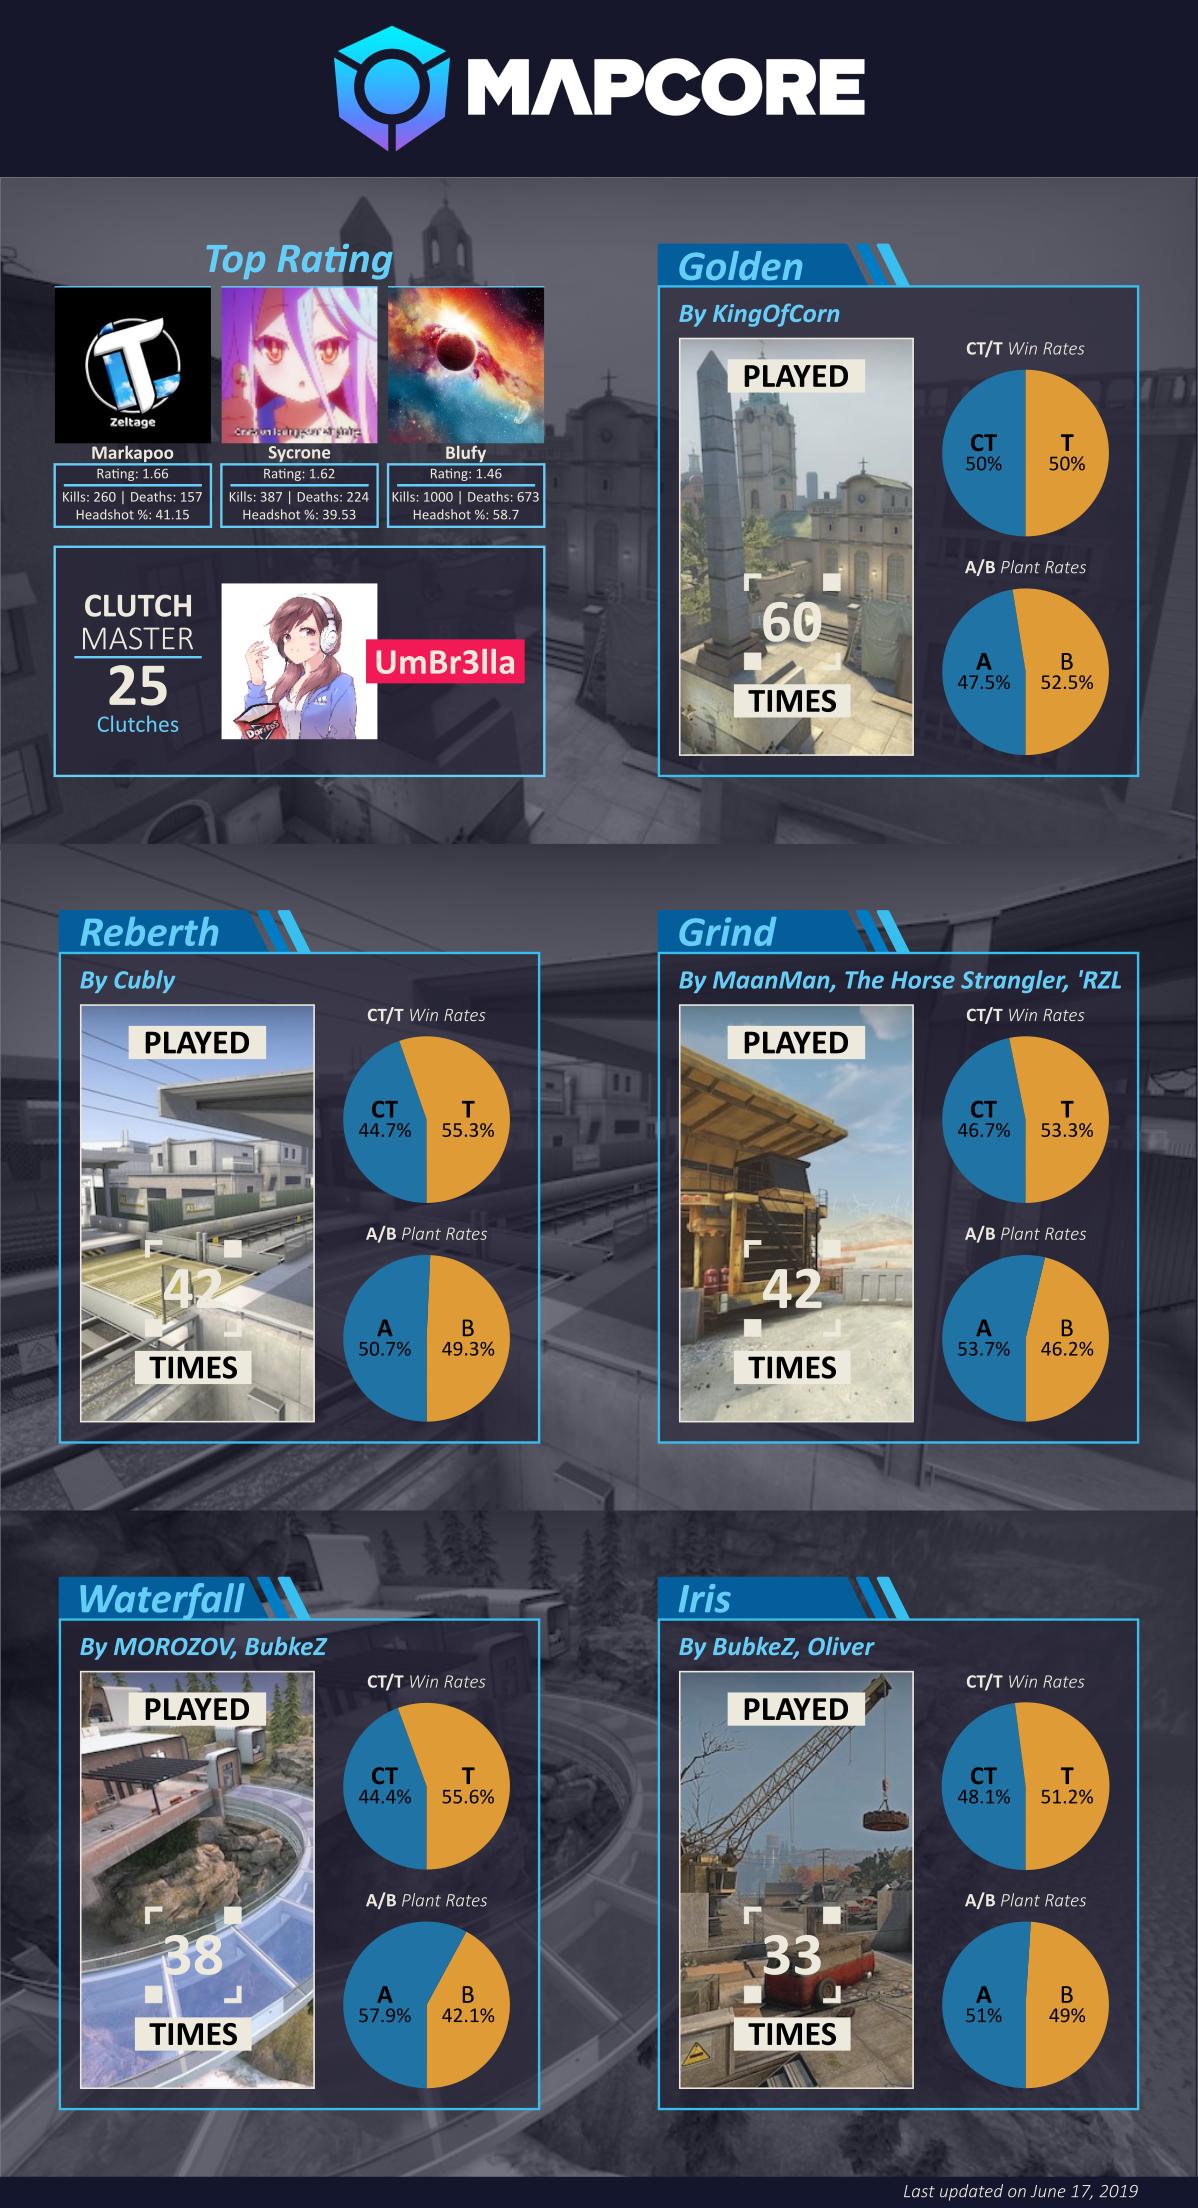 MAPCORE
Top Rating
Zeltage
Markapoo
Rating: 1.66
Kills: 260 | Deaths: 157
Headshot %: 41.15
Sycrone
Rating: 1.62
Kills: 387 | Deaths: 224
Headshot %: 39.53
Blufy
Rating: 1.46
Kills: 1000 | Deaths: 673
Headshot %: 58.7
CLUTCH
MASTER
25
Clutches
Doritos
UmBr3lla
Golden
By KingOfCorn
PLAYED
60
TIMES
CT/T Win Rates
CT
50%
T
50%
A/B Plant Rates
A
47.5%
B
52.5%
Reberth
By Cubly
PLAYED
42
TIMES
CT/T Win Rates
CT
44.7%
T
55.3%
A/B Plant Rates
A
50.7%
B
49.3%
Grind
By MaanMan, The Horse Strangler, 'RZL
PLAYED
42
TIMES
CT/T Win Rates
CT
46.7%
T
53.3%
A/B Plant Rates
A
53.7%
B
46.2%
Waterfall
By MOROZOV, BubkeZ
PLAYED
38
TIMES
CT/T Win Rates
CT
44.4%
T
55.6%
A/B Plant Rates
A
57.9%
B
42.1%
Iris
By BubkeZ, Oliver
PLAYED
33
TIMES
CT/T Win Rates
CT
48.1%
T
51.2%
A/B Plant Rates
A
51%
B
49%
Last updated on June 17, 2019